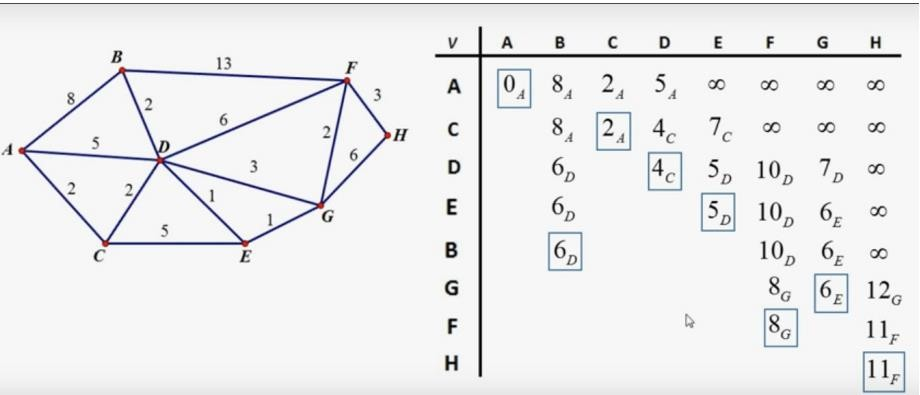 B
13
F
8
2
3
6
A
5
D
2
H
3
6
2
2
1
G
1
5
C
E
V A B C D E F G H
A 0A 8A 2A 5A ∞ ∞ ∞ ∞
C 8A 2A 4C 7C ∞ ∞ ∞
D 6D 4C 5D 10D 7D ∞
E 6D 5D 10D 6E ∞
B 6D 10D 6E ∞
G 8G 6E 12G
F 8G 11F
H 11F